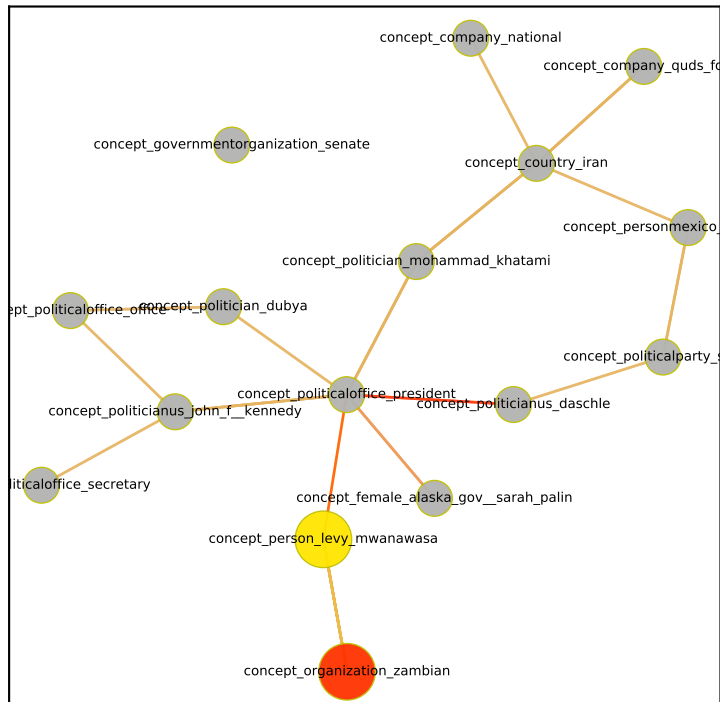 concept_company_national
concept_company_quds_fo
concept_governmentorganization_senate
concept_country_iran
concept_personmexico_
concept_politician_mohammad_khatami
ept_politicaloffice_office
concept_politician_dubya
concept_politicalparty_s
concept_politicaloffice_president
concept_politicianus_daschle
concept_politicianus_john_f__kennedy
liticaloffice_secretary
concept_female_alaska_gov__sarah_palin
concept_person_levy_mwanawasa
concept_organization_zambian